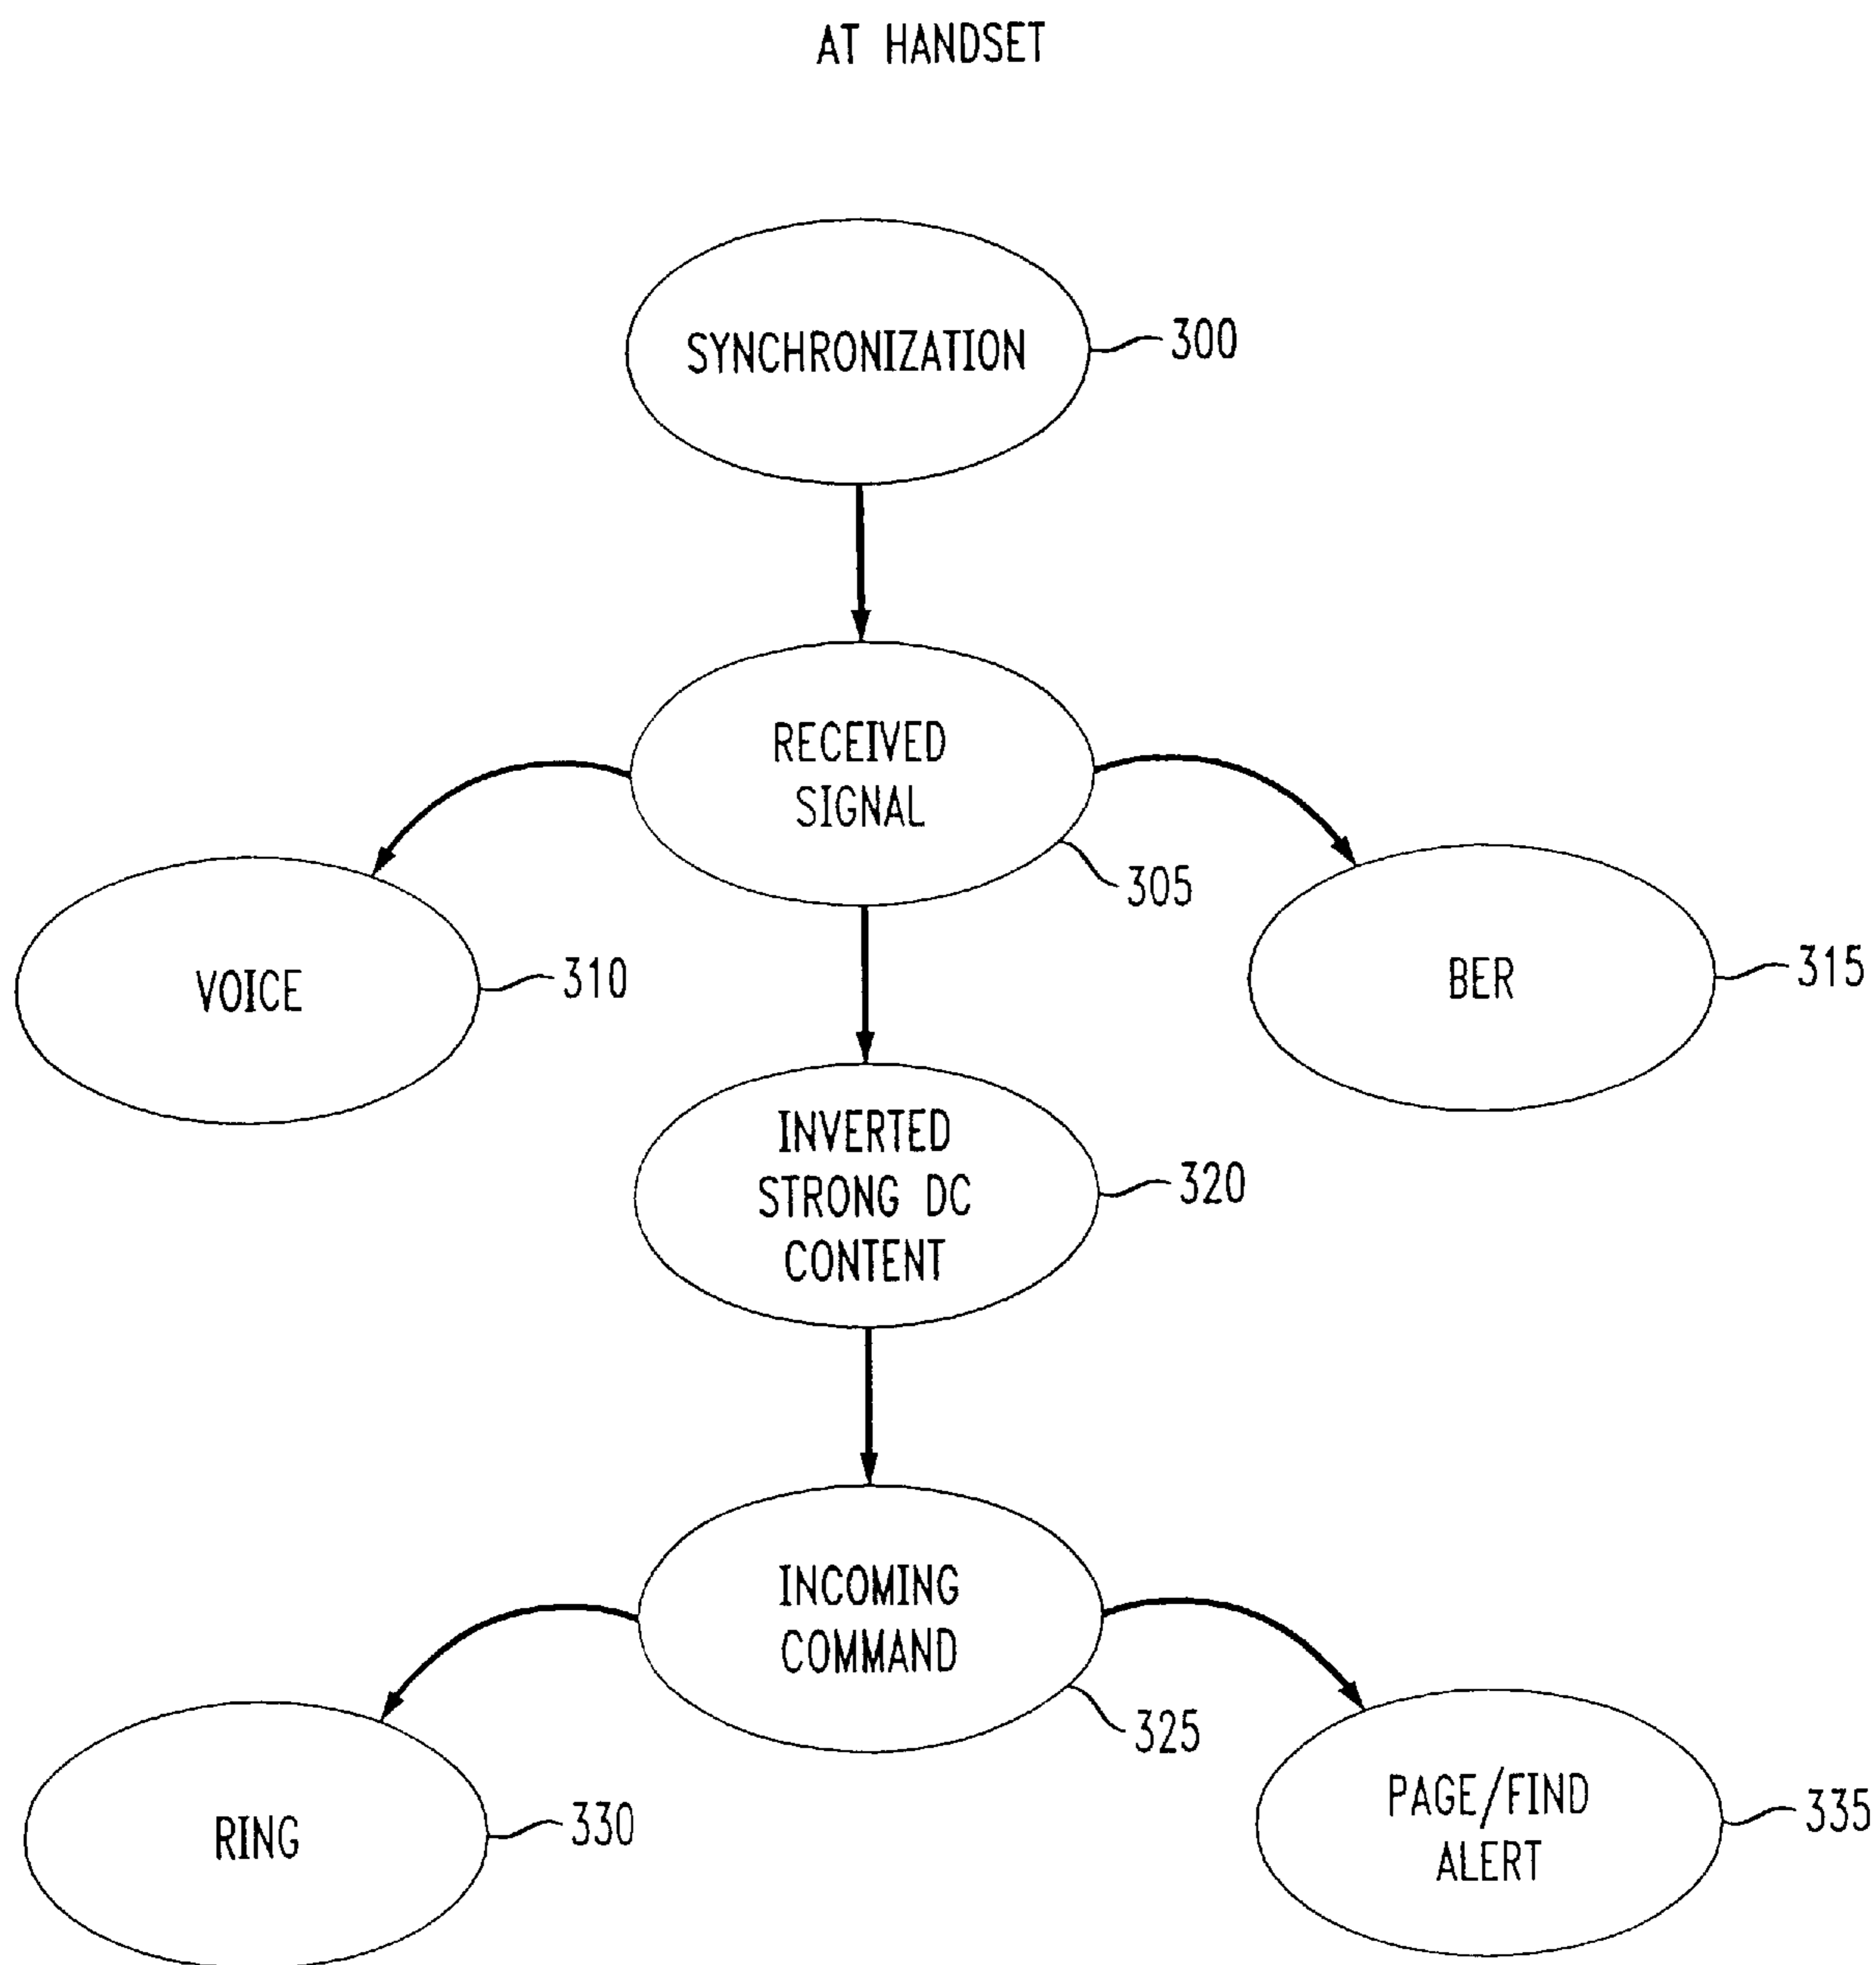 AT HANDSET
SYNCHRONIZATION
300
RECEIVED
SIGNAL
305
VOICE
310
BER
315
INVERTED
STRONG DC
CONTENT
320
INCOMING
COMMAND
325
RING
330
PAGE/FIND
ALERT
335